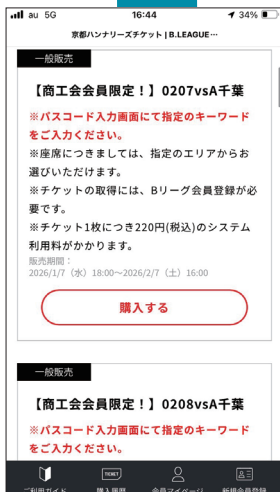 au 5G
16:44
34%
京都ハンナリーズチケット | B.LEAGUE…
一般販売
【商工会会員限定！】0207vsA千葉
※パスコード入力画面にて指定のキーワード
をご入力ください。
※座席につきましては、指定のエリアからお
選びいただけます。
※チケットの取得には、Bリーグ会員登録が必
要です。
※チケット1枚につき220円(税込)のシステム
利用料がかかります。
販売期間：
2026/1/7（水）18:00～2026/2/7（土）16:00
購入する
一般販売
【商工会会員限定！】0208vsA千葉
※パスコード入力画面にて指定のキーワード
をご入力ください。
TICKET
ご利用ガイド
購入履歴
会員マイページ
新規会員登録